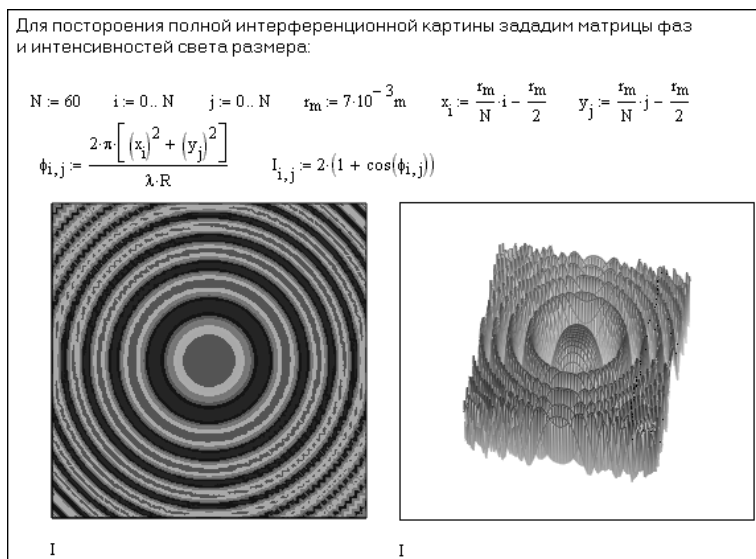 Для постороения полной интерференционной картины зададим матрицы фаз
и интенсивностей света размера:
N := 60 i := 0.. N j := 0.. N r_m := 7·10^-3 m x_i := r_m/N·i − r_m/2 y_j := r_m/N·j − r_m/2
ϕ_i,j := 2·π·[(x_i)^2 + (y_j)^2]/λ·R I_i,j := 2·(1 + cos(ϕ_i,j))
I I